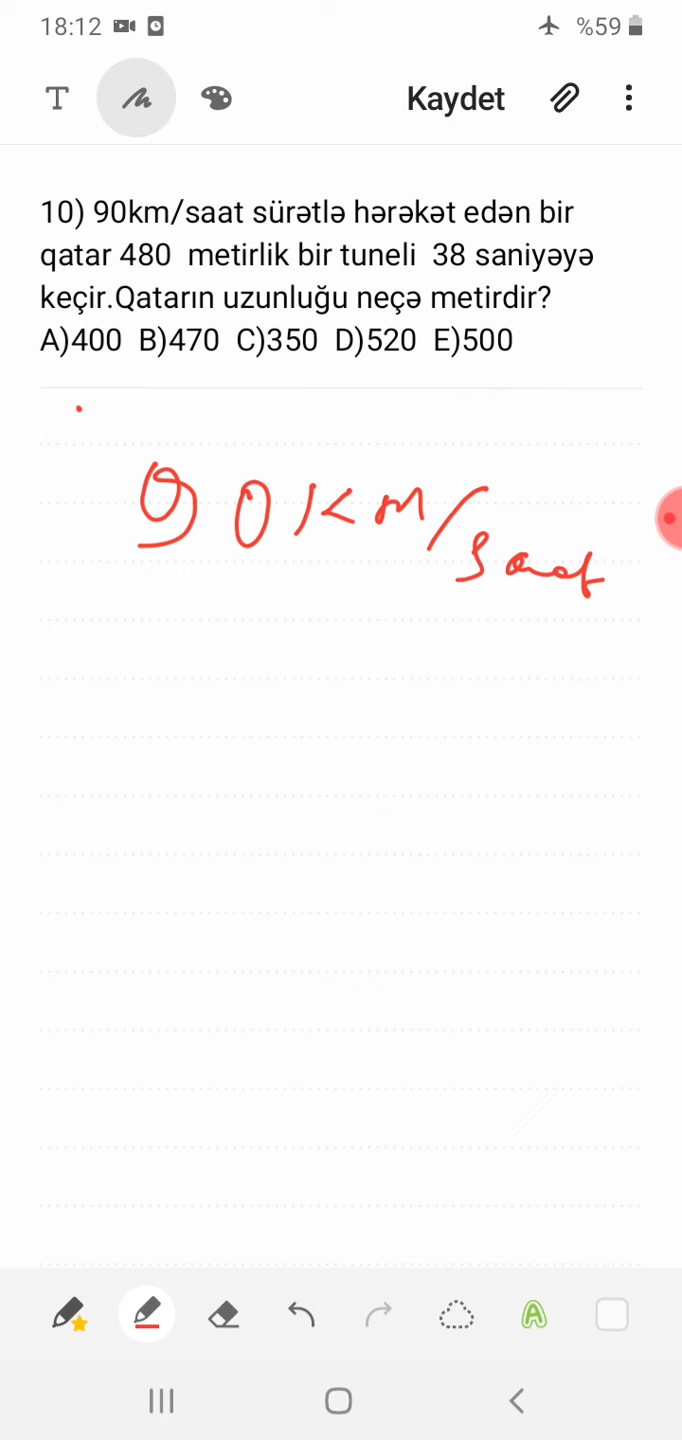 18:12 %59
T Kaydet
10) 90km/saat sürətlə hərəkət edən bir
qatar 480 metirlik bir tuneli 38 saniyəyə
keçir.Qatarın uzunluğu neçə metirdir?
A)400 B)470 C)350 D)520 E)500
90km/saat
A